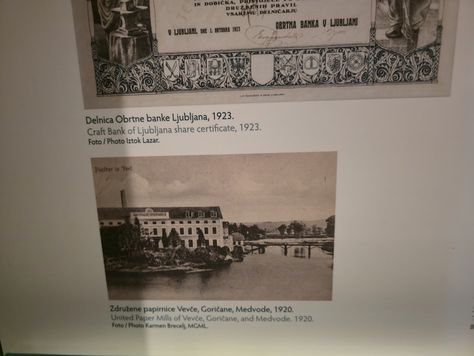 IN DOBIČKA, PRISTOJEČ
DRUŽBENIH PRAVIL
VSAKEMU DELNIČARJU.
V LJUBLJANI, DNE 1. OKTOBRA 1923
OBRTNA BANKA V LJUBLJANI
Delnica Obrtne banke Ljubljana, 1923.
Craft Bank of Ljubljana share certificate, 1923.
Foto / Photo Iztok Lazar.
Združene papirnice Vevče, Goričane, Medvode, 1920.
United Paper Mills of Vevče, Goričane, and Medvode. 1920.
Foto / Photo Karmen Brecelj, MGML.